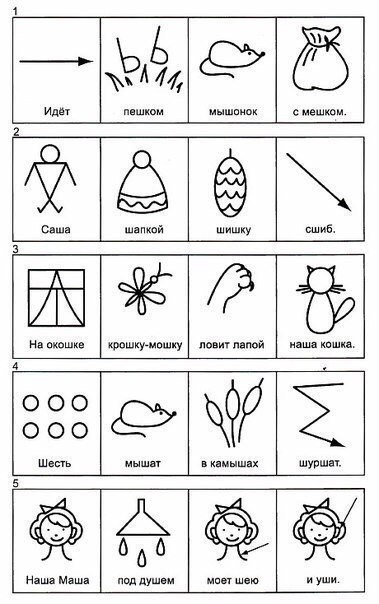 1
Идёт пешком мышонок с мешком.
2
Саша шапкой шишку сшиб.
3
На окошке крошку-мошку ловит лапой наша кошка.
4
Шесть мышат в камышах шуршат.
5
Наша Маша под душем моет шею и уши.